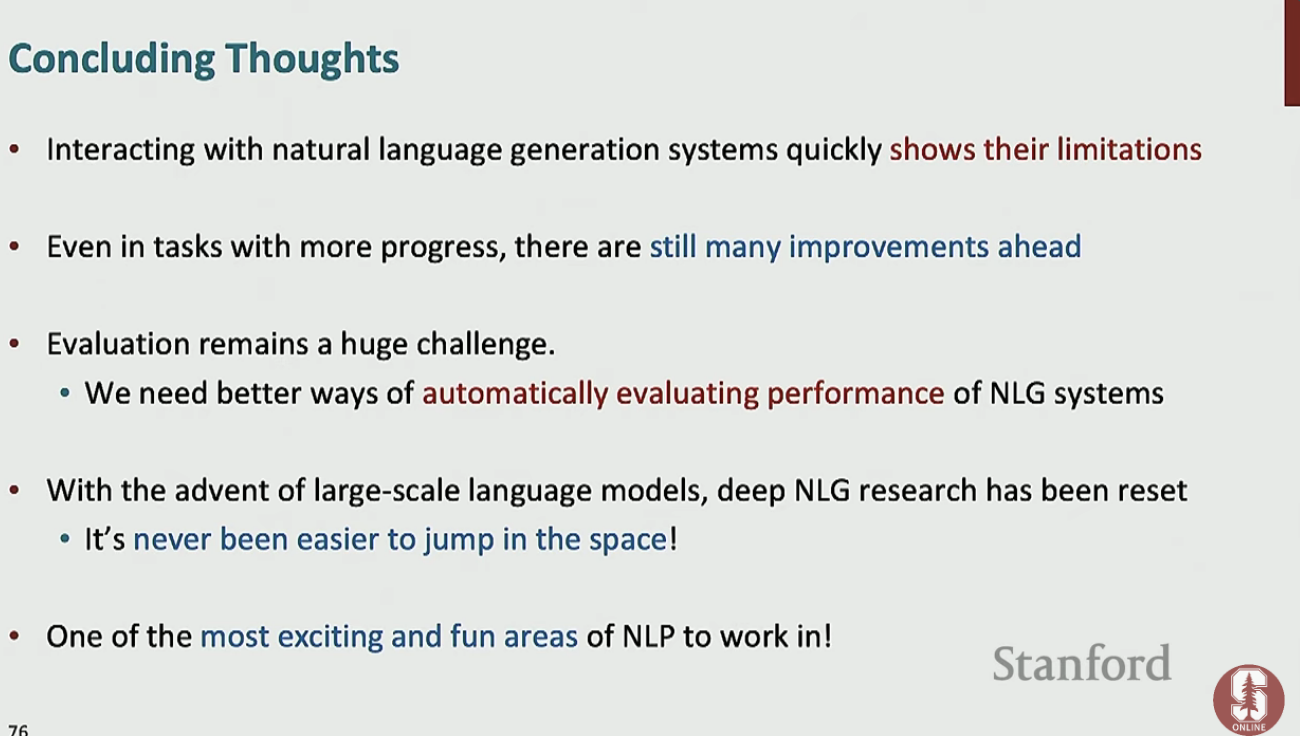 Concluding Thoughts
• Interacting with natural language generation systems quickly shows their limitations
• Even in tasks with more progress, there are still many improvements ahead
• Evaluation remains a huge challenge.
• We need better ways of automatically evaluating performance of NLG systems
• With the advent of large-scale language models, deep NLG research has been reset
• It's never been easier to jump in the space!
• One of the most exciting and fun areas of NLP to work in!
Stanford
S
ONLINE
76